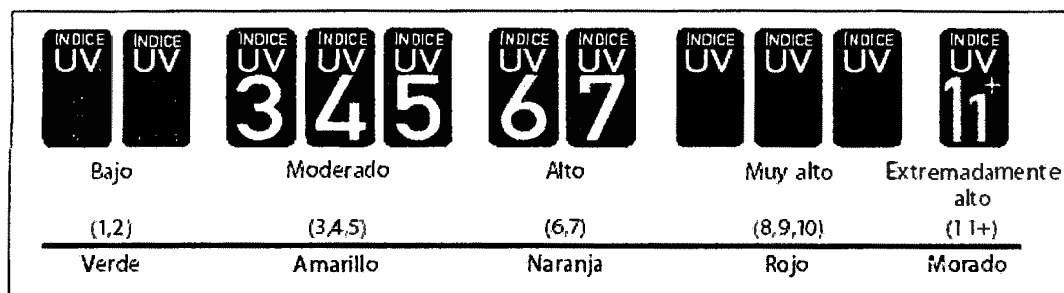 INDICE INDICE INDICE INDICE INDICE INDICE INDICE INDICE INDICE INDICE INDICE
UV UV UV UV UV UV UV UV UV UV UV
3 4 5 6 7 11+
Bajo Moderado Alto Muy alto Extremadamente
alto
(1,2) (3,4,5) (6,7) (8,9,10) (11+)
Verde Amarillo Naranja Rojo Morado